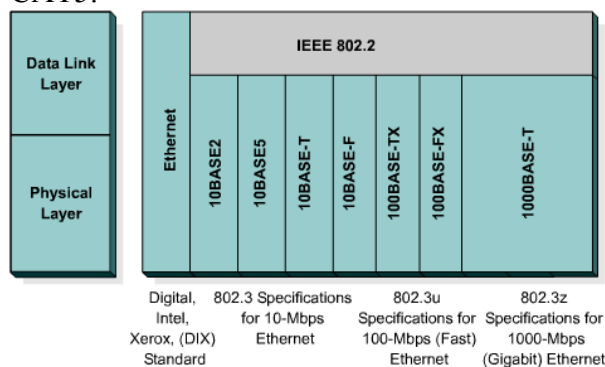 Data Link
Layer
Physical
Layer
IEEE 802.2
Ethernet
10BASE2
10BASE5
10BASE-T
10BASE-F
100BASE-TX
100BASE-FX
1000BASE-T
Digital,
Intel,
Xerox, (DIX)
Standard
802.3 Specifications
for 10-Mbps
Ethernet
802.3u
Specifications for
100-Mbps (Fast)
Ethernet
802.3z
Specifications for
1000-Mbps
(Gigabit) Ethernet